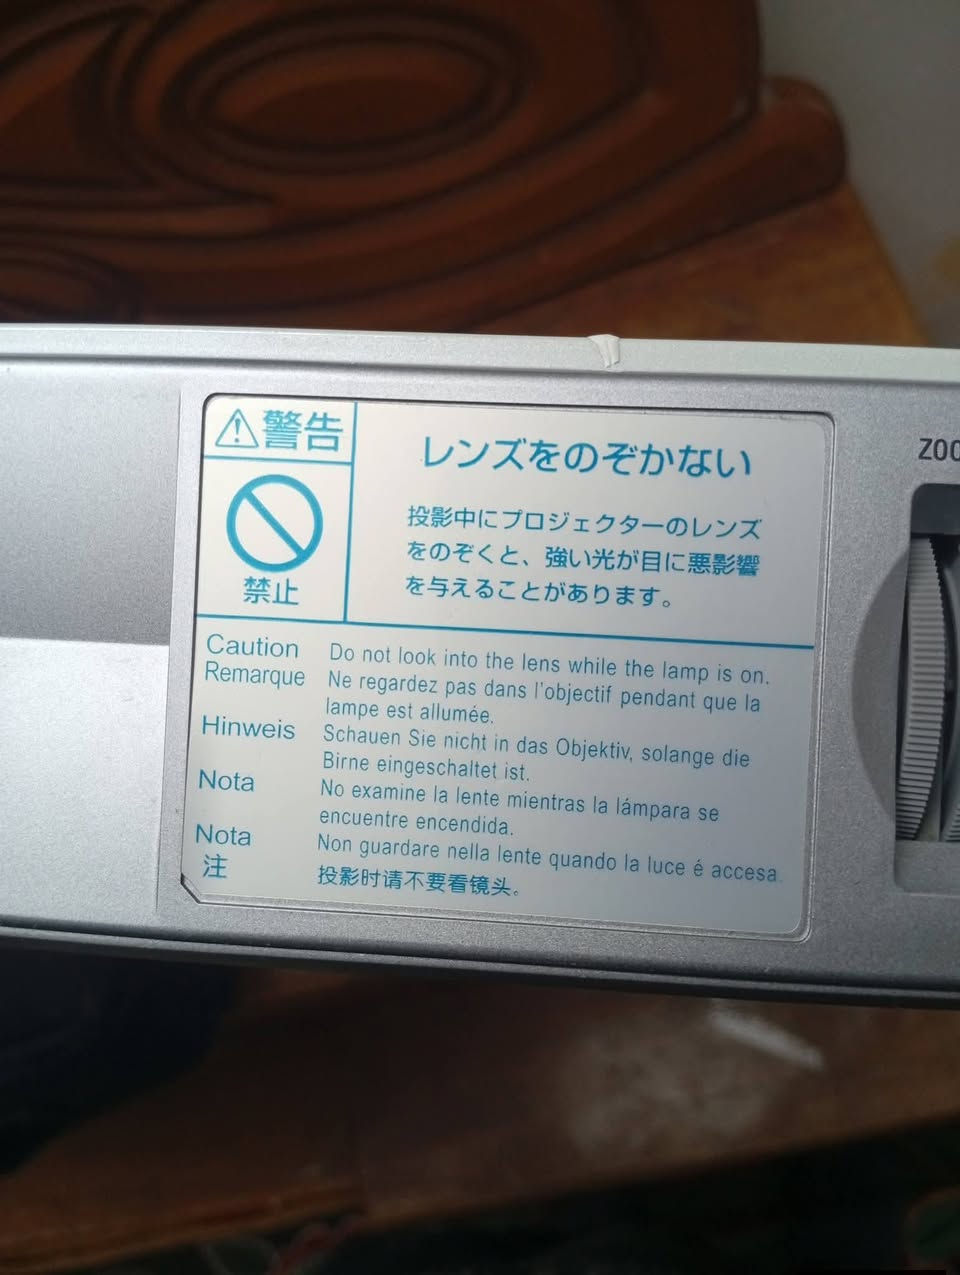 警告
禁止
レンズをのぞかない
投影中にプロジェクターのレンズ
をのぞくと、強い光が目に悪影響
を与えることがあります。
Caution Do not look into the lens while the lamp is on.
Remarque Ne regardez pas dans l'objectif pendant que la
lampe est allumée.
Hinweis Schauen Sie nicht in das Objektiv, solange die
Birne eingeschaltet ist.
Nota No examine la lente mientras la lámpara se
encuentre encendida.
Nota Non guardare nella lente quando la luce é accesa.
注 投影时请不要看镜头。